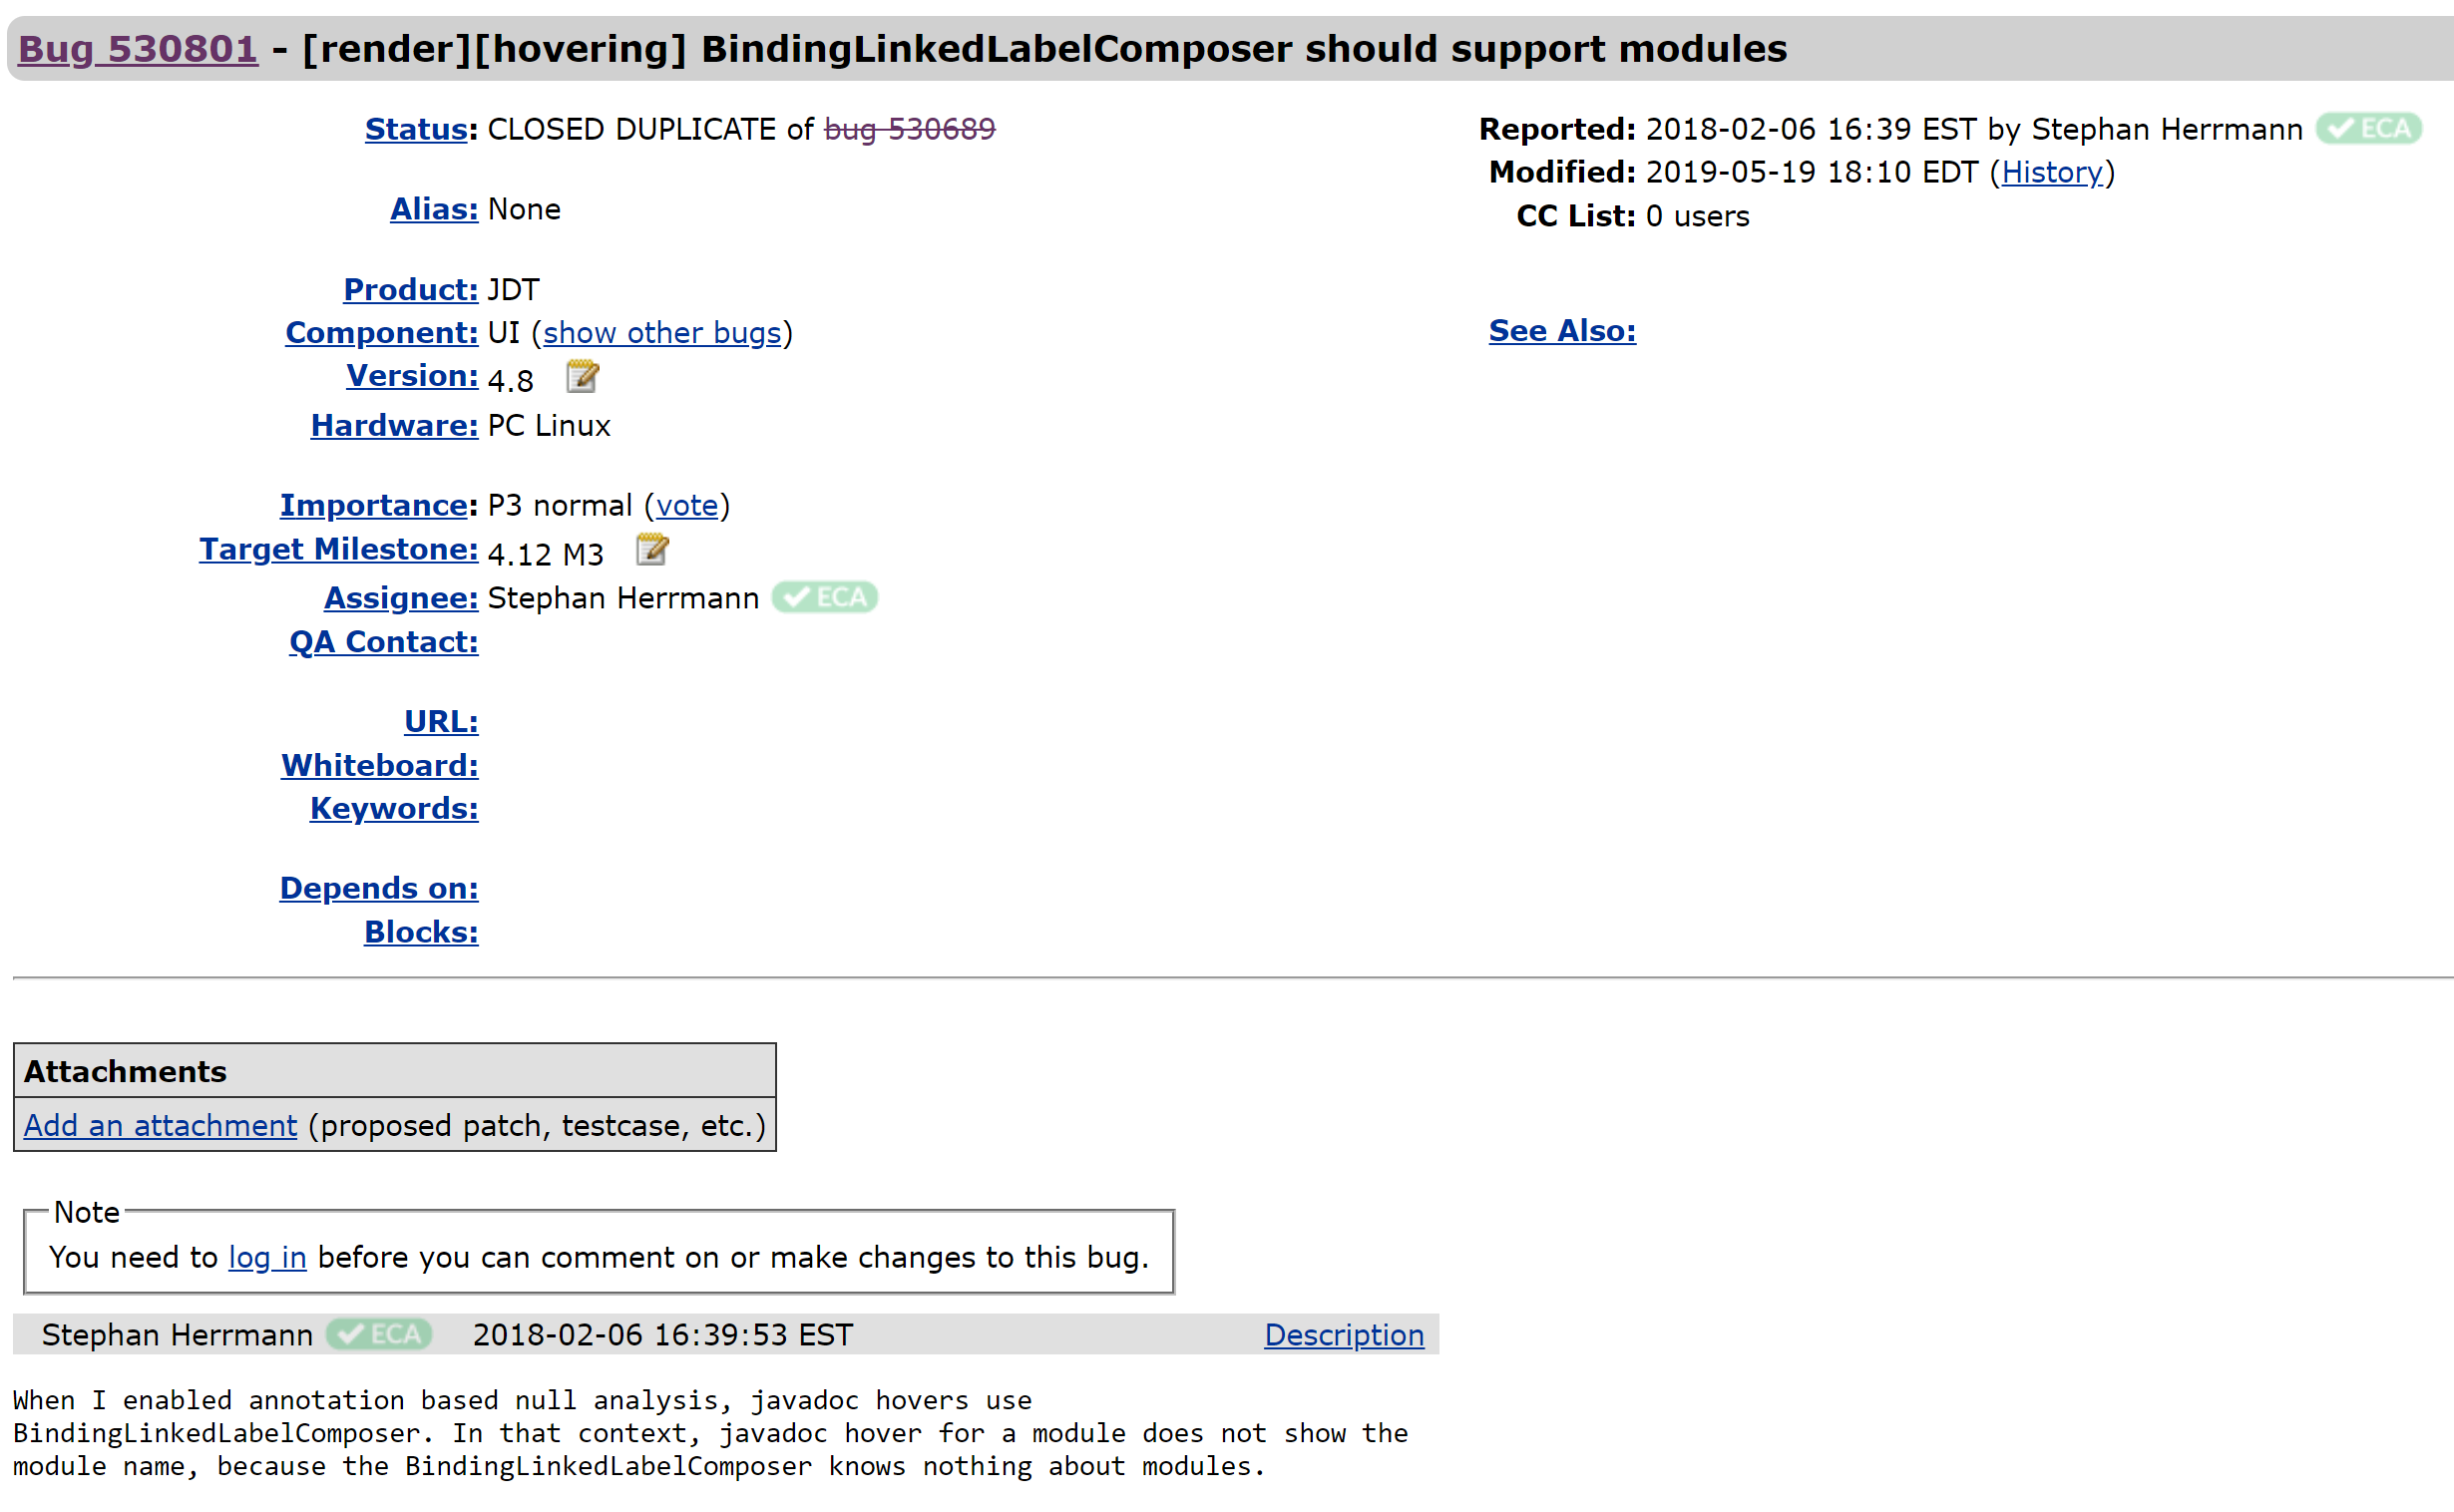 Bug 530801 - [render][hovering] BindingLinkedLabelComposer should support modules
Status: CLOSED DUPLICATE of bug 530689
Alias: None
Product: JDT
Component: UI (show other bugs)
Version: 4.8
Hardware: PC Linux
Importance: P3 normal (vote)
Target Milestone: 4.12 M3
Assignee: Stephan Herrmann ECA
QA Contact:
URL:
Whiteboard:
Keywords:
Depends on:
Blocks:
Reported: 2018-02-06 16:39 EST by Stephan Herrmann ECA
Modified: 2019-05-19 18:10 EDT (History)
CC List: 0 users
See Also:
Attachments
Add an attachment (proposed patch, testcase, etc.)
Note
You need to log in before you can comment on or make changes to this bug.
Stephan Herrmann ECA 2018-02-06 16:39:53 EST Description
When I enabled annotation based null analysis, javadoc hovers use
BindingLinkedLabelComposer. In that context, javadoc hover for a module does not show the
module name, because the BindingLinkedLabelComposer knows nothing about modules.